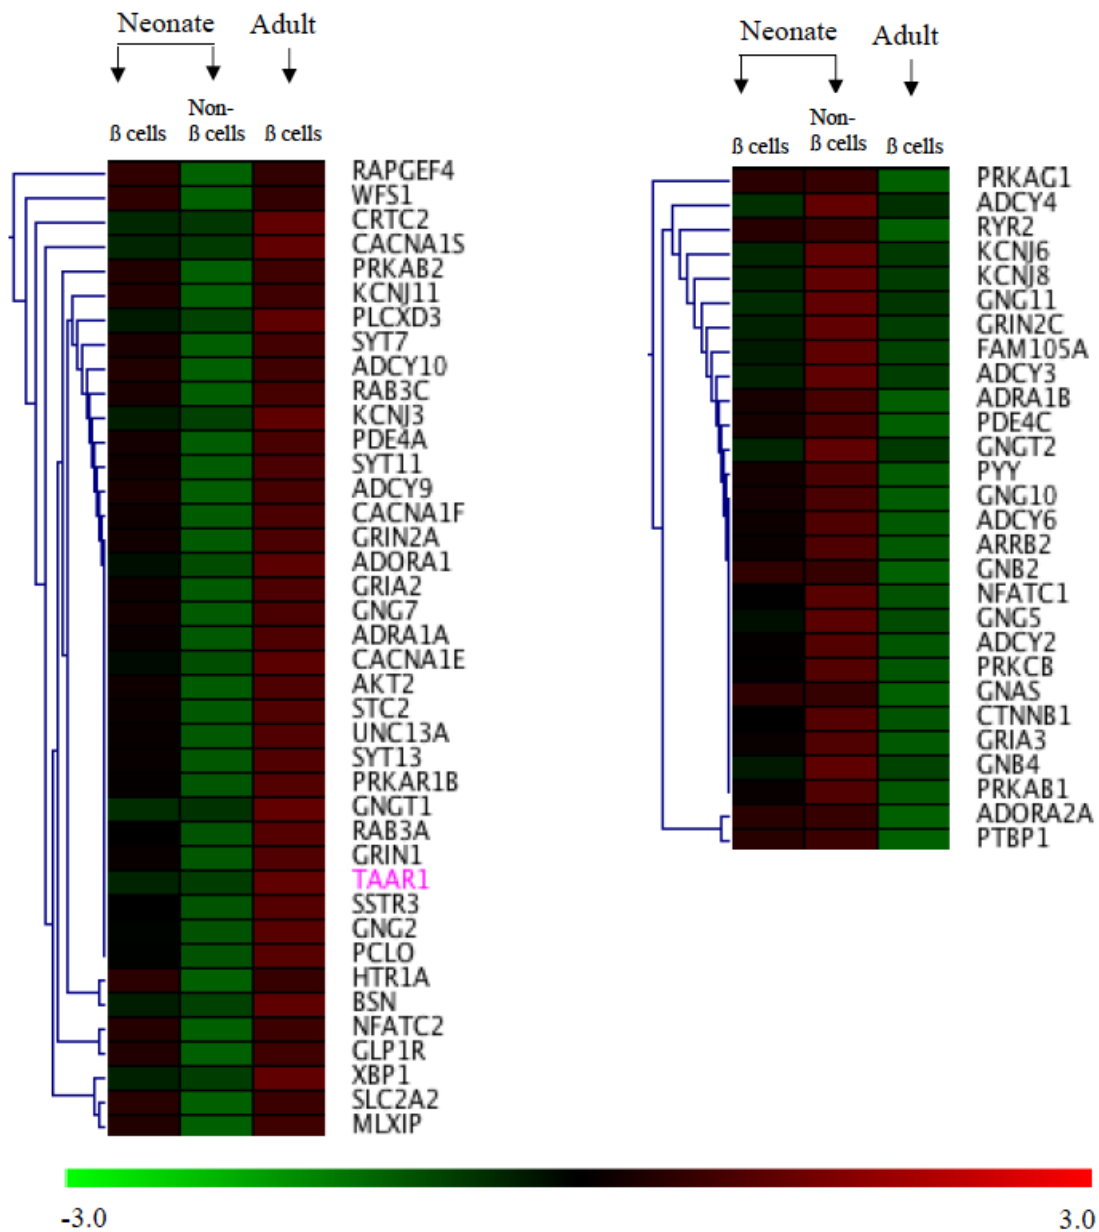 Neonate Adult
Non-
ß cells ß cells ß cells
RAPGEF4
WFS1
CRTC2
CACNA1S
PRKAB2
KCNJ11
PLCXD3
SYT7
ADCY10
RAB3C
KCNJ3
PDE4A
SYT11
ADCY9
CACNA1F
GRIN2A
ADORA1
GRIA2
GNG7
ADRA1A
CACNA1E
AKT2
STC2
UNC13A
SYT13
PRKAR1B
GNGT1
RAB3A
GRIN1
TAAR1
SSTR3
GNG2
PCLO
HTR1A
BSN
NFATC2
GLP1R
XBP1
SLC2A2
MLXIP
Neonate Adult
Non-
ß cells ß cells ß cells
PRKAG1
ADCY4
RYR2
KCNJ6
KCNJ8
GNG11
GRIN2C
FAM105A
ADCY3
ADRA1B
PDE4C
GNGT2
PYY
GNG10
ADCY6
ARRB2
GNB2
NFATC1
GNG5
ADCY2
PRKCB
GNAS
CTNNB1
GRIA3
GNB4
PRKAB1
ADORA2A
PTBP1
-3.0 3.0